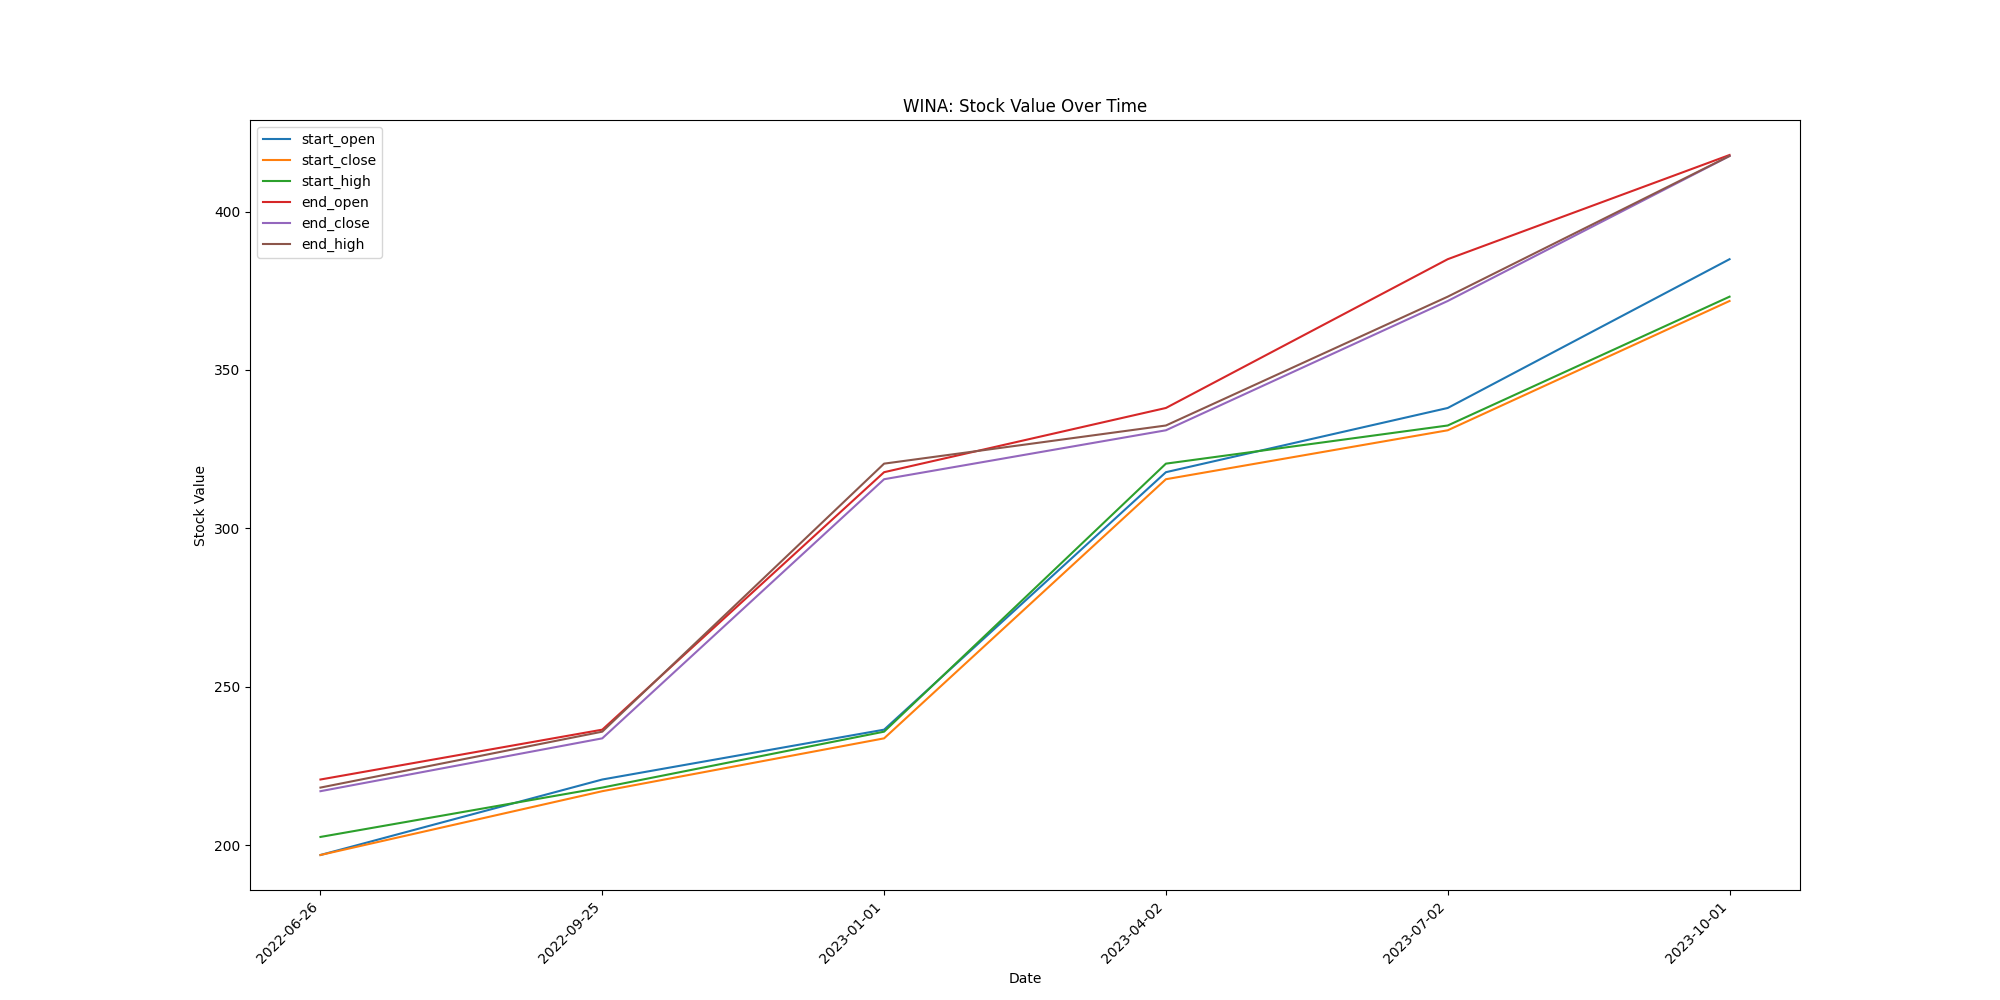 WINA: Stock Value Over Time
start_open
start_close
start_high
end_open
end_close
end_high
400
350
300
250
200
Stock Value
2022-06-26
2022-09-25
2023-01-01
2023-04-02
2023-07-02
2023-10-01
Date